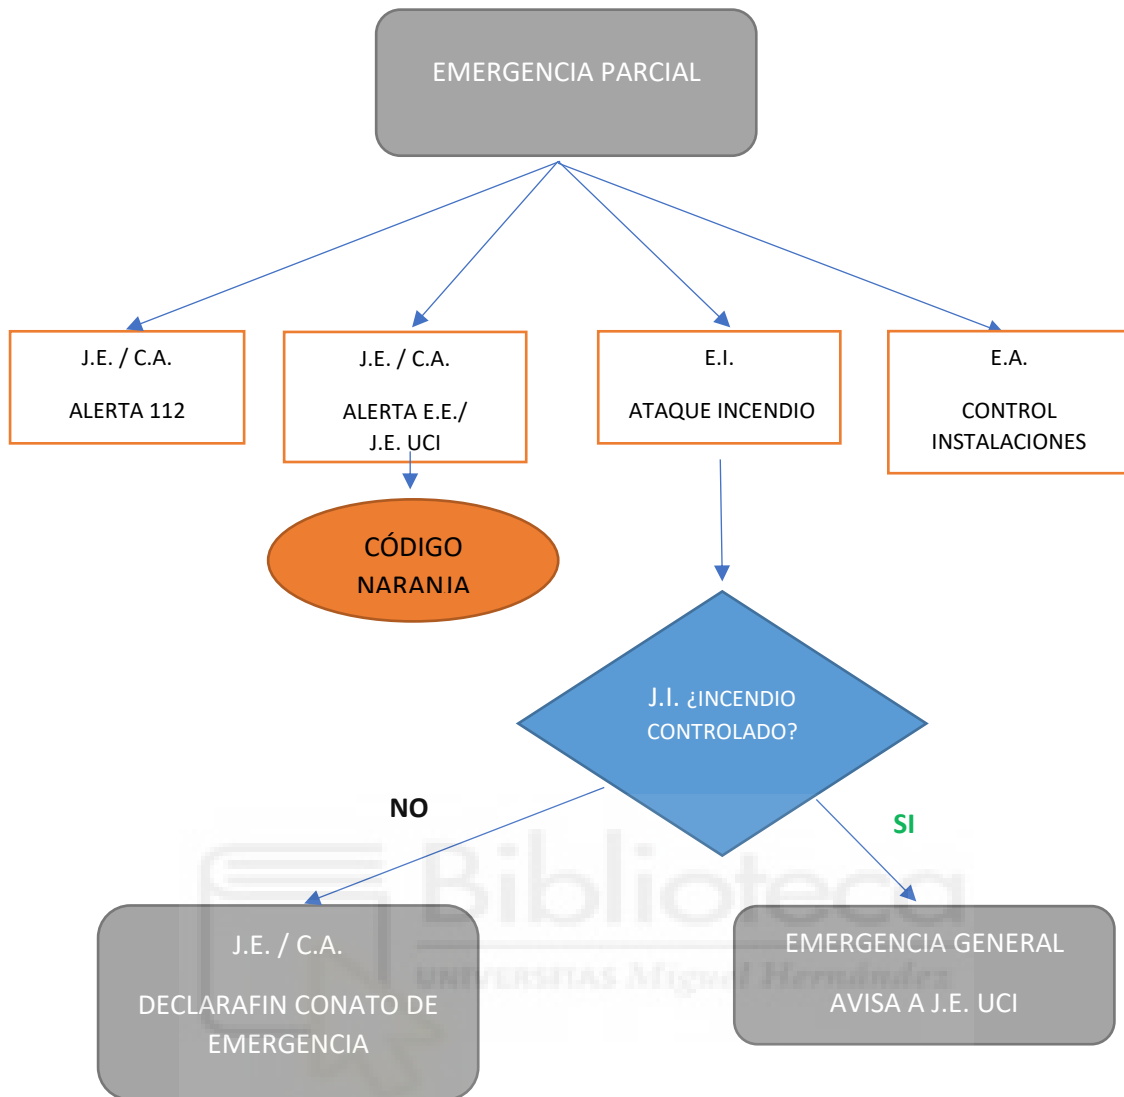 EMERGENCIA PARCIAL
J.E. / C.A.
ALERTA 112
J.E. / C.A.
ALERTA E.E./
J.E. UCI
E.I.
ATAQUE INCENDIO
E.A.
CONTROL
INSTALACIONES
CÓDIGO
NARANJA
J.I. ¿INCENDIO
CONTROLADO?
NO
SI
J.E. / C.A.
DECLARAFIN CONATO DE
EMERGENCIA
EMERGENCIA GENERAL
AVISA A J.E. UCI
Biblioteca
UNIVERSITAS Miguel Hernández